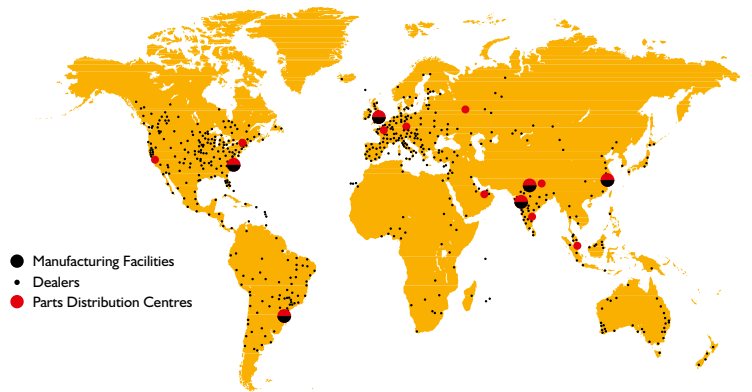 Manufacturing Facilities
Dealers
Parts Distribution Centres